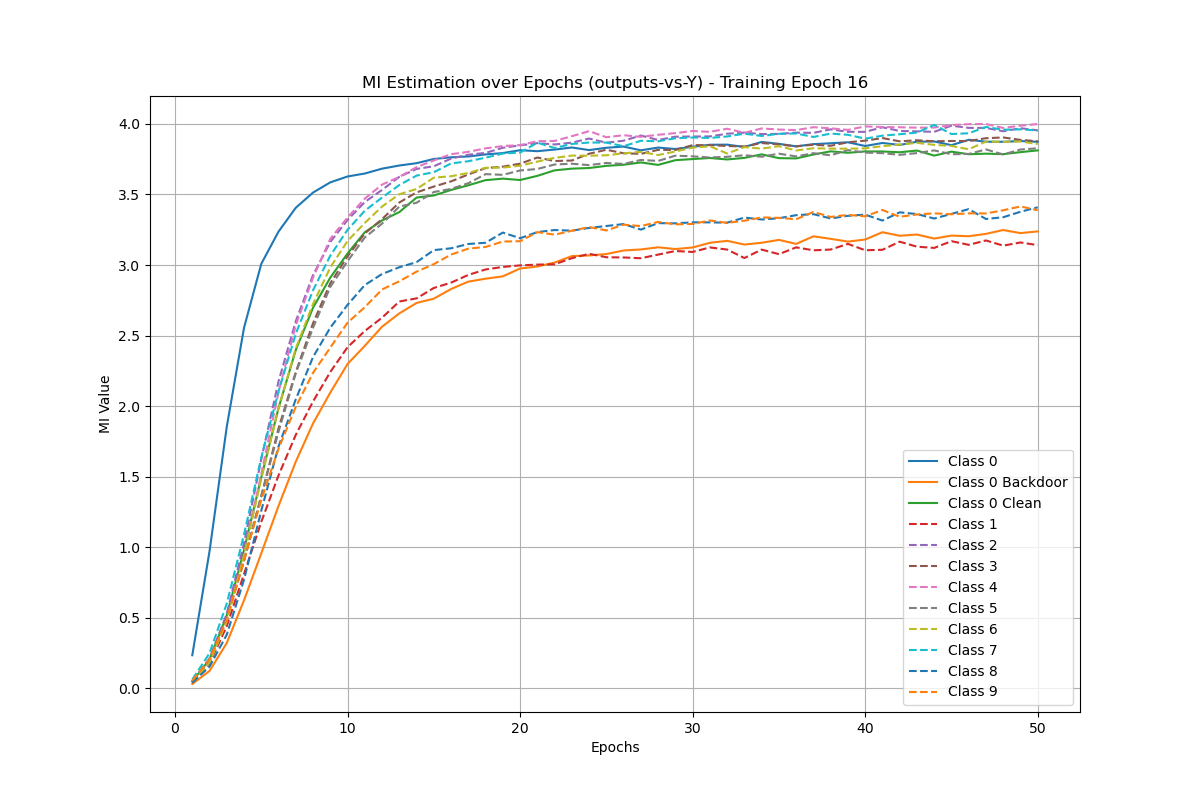 MI Estimation over Epochs (outputs-vs-Y) - Training Epoch 16
MI Value
4.0
3.5
3.0
2.5
2.0
1.5
1.0
0.5
0.0
Class 0
Class 0 Backdoor
Class 0 Clean
Class 1
Class 2
Class 3
Class 4
Class 5
Class 6
Class 7
Class 8
Class 9
0 10 20 30 40 50
Epochs